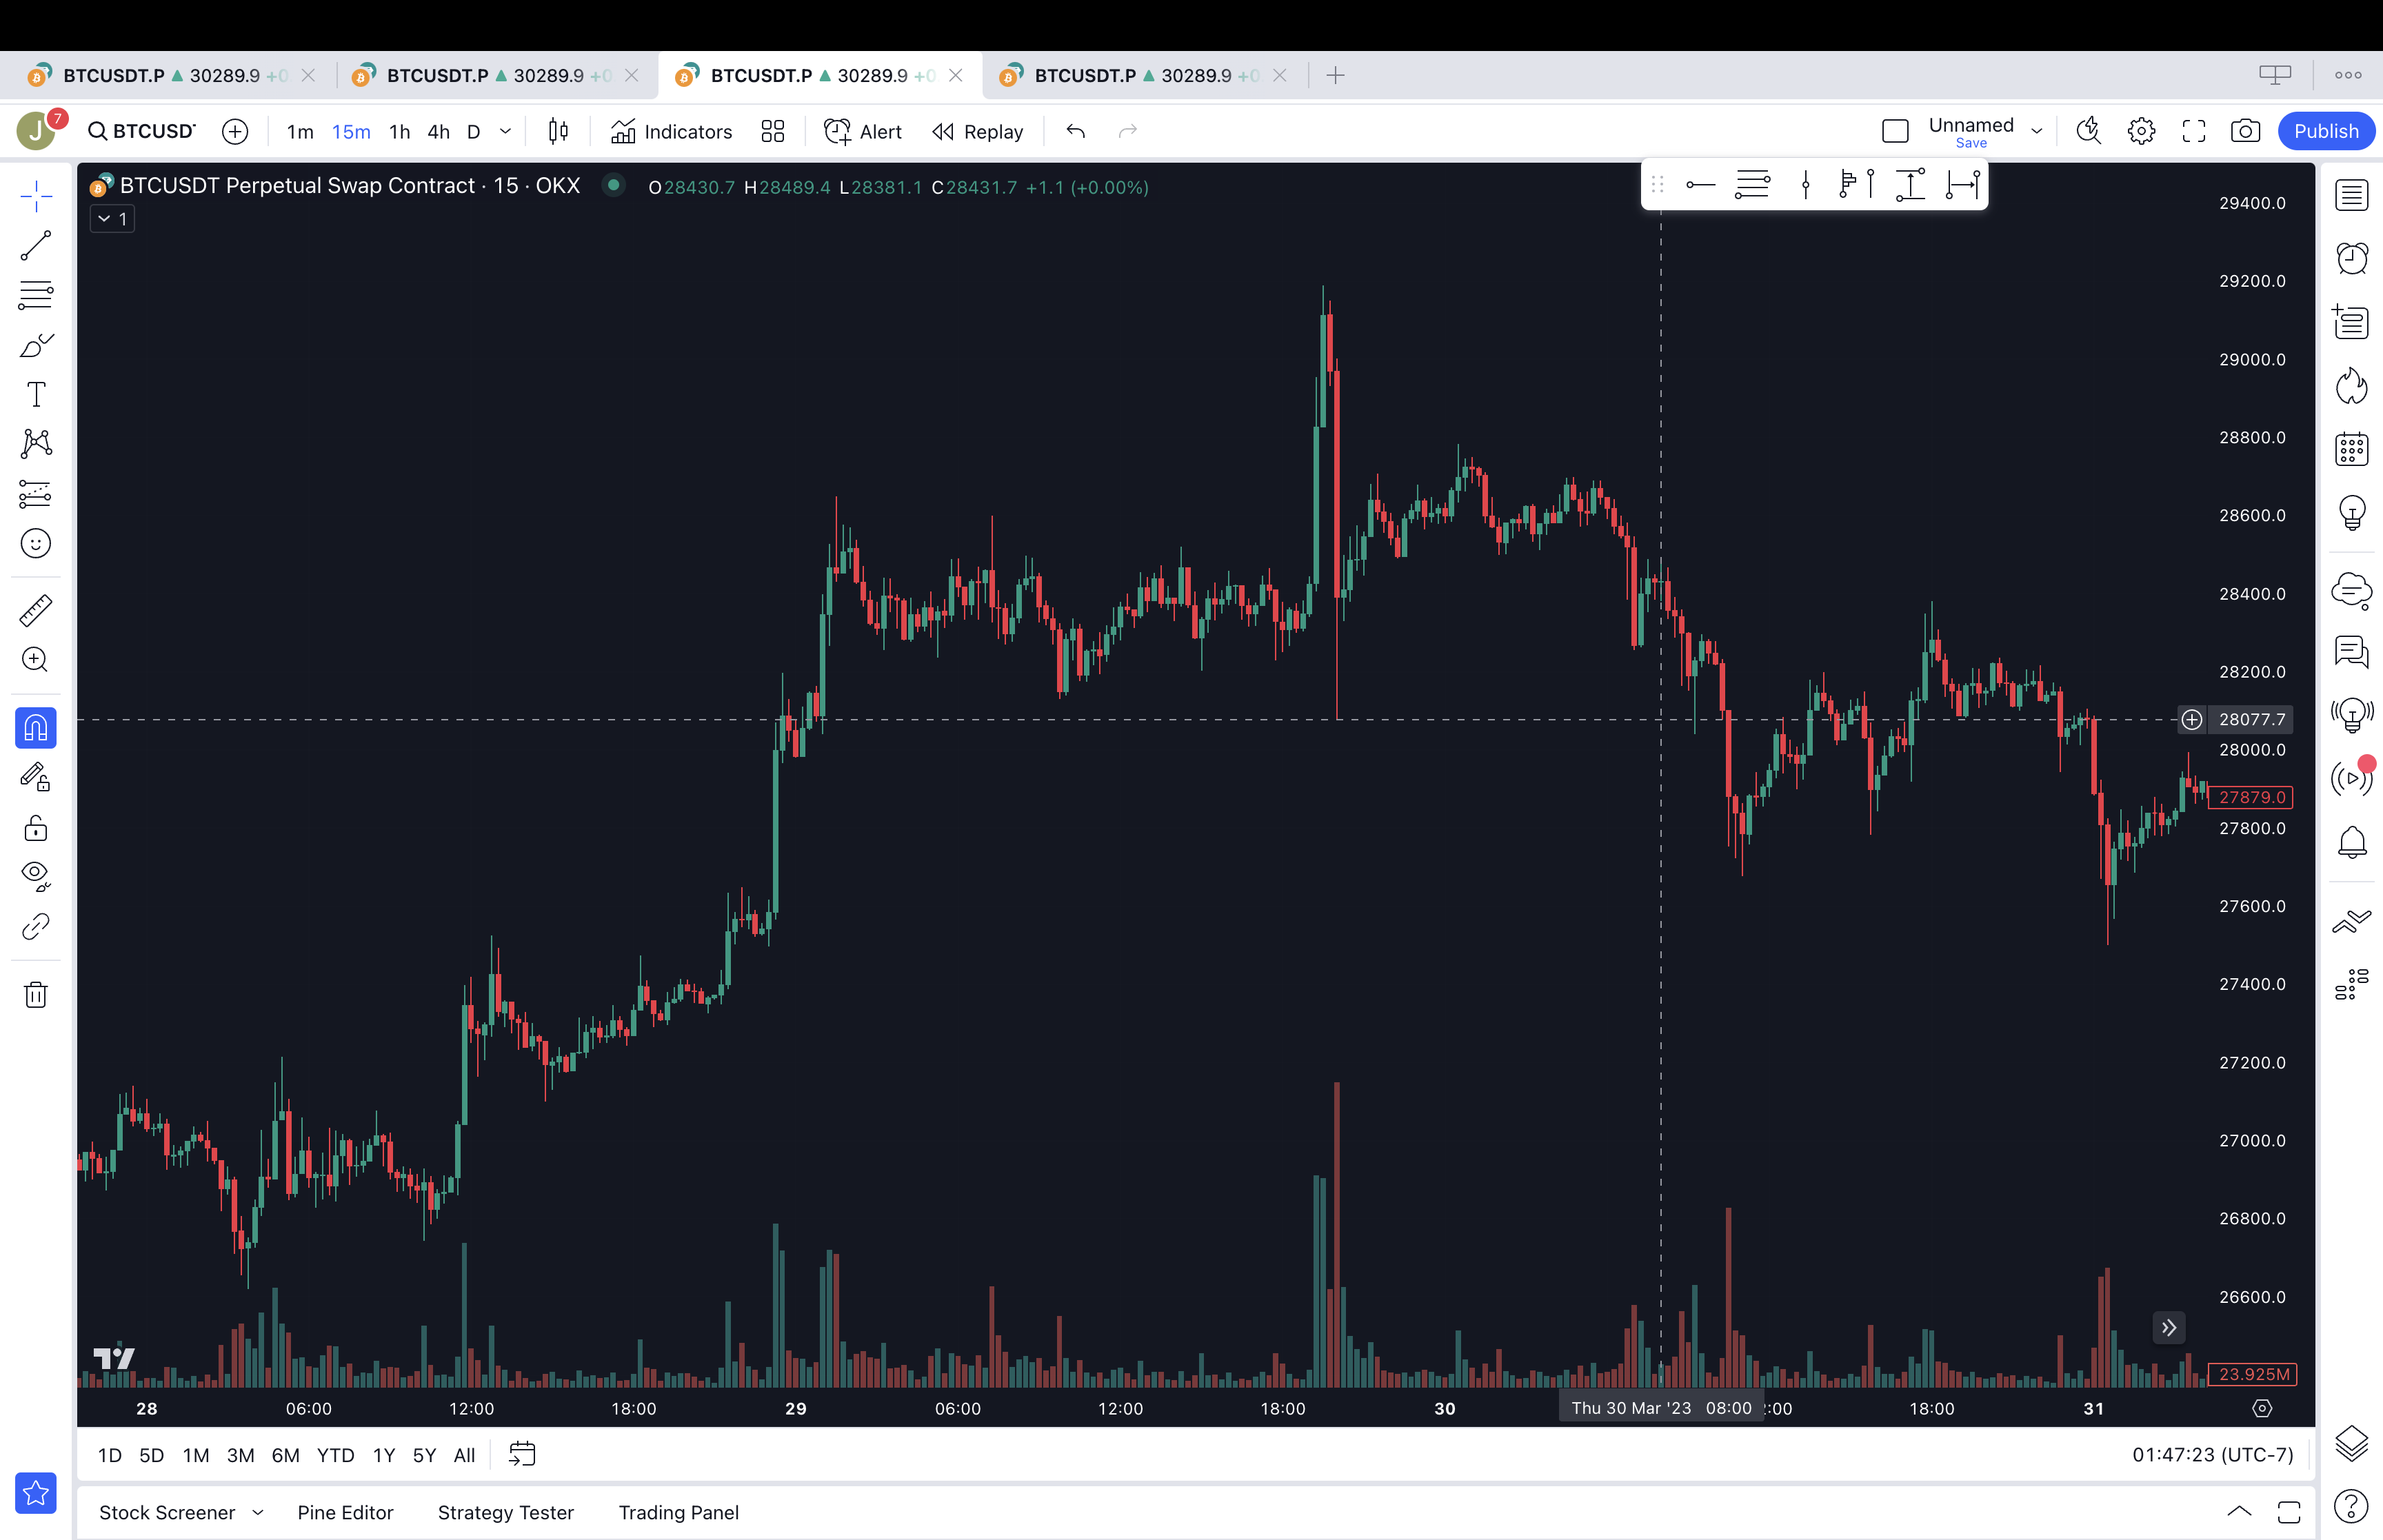 BTCUSDT.P ▲ 30289.9 +0 BTCUSDT.P ▲ 30289.9 +0 BTCUSDT.P ▲ 30289.9 +0 BTCUSDT.P ▲ 30289.9 +0
J 7 BTCUSD 1m 15m 1h 4h D Indicators Alert Replay Unnamed Publish
Save
BTCUSDT Perpetual Swap Contract · 15 · OKX O28430.7 H28489.4 L28381.1 C28431.7 +1.1 (+0.00%)
1
29400.0
29200.0
29000.0
28800.0
28600.0
28400.0
28200.0
28077.7
28000.0
27879.0
27800.0
27600.0
27400.0
27200.0
27000.0
26800.0
26600.0
23.925M
28 06:00 12:00 18:00 29 06:00 12:00 18:00 30 Thu 30 Mar '23 08:00 :00 18:00 31
1D 5D 1M 3M 6M YTD 1Y 5Y All 01:47:23 (UTC-7)
Stock Screener Pine Editor Strategy Tester Trading Panel